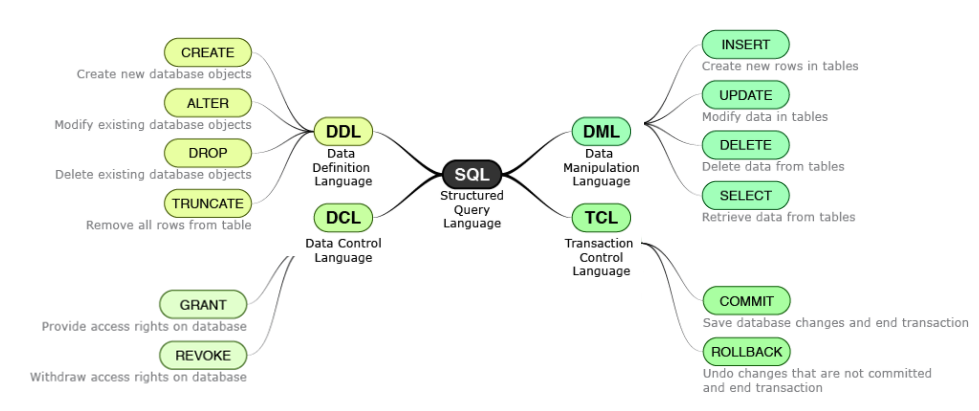 SQL
Structured
Query
Language
DDL
Data
Definition
Language
CREATE
Create new database objects
ALTER
Modify existing database objects
DROP
Delete existing database objects
TRUNCATE
Remove all rows from table
DCL
Data Control
Language
GRANT
Provide access rights on database
REVOKE
Withdraw access rights on database
DML
Data
Manipulation
Language
INSERT
Create new rows in tables
UPDATE
Modify data in tables
DELETE
Delete data from tables
SELECT
Retrieve data from tables
TCL
Transaction
Control
Language
COMMIT
Save database changes and end transaction
ROLLBACK
Undo changes that are not committed
and end transaction